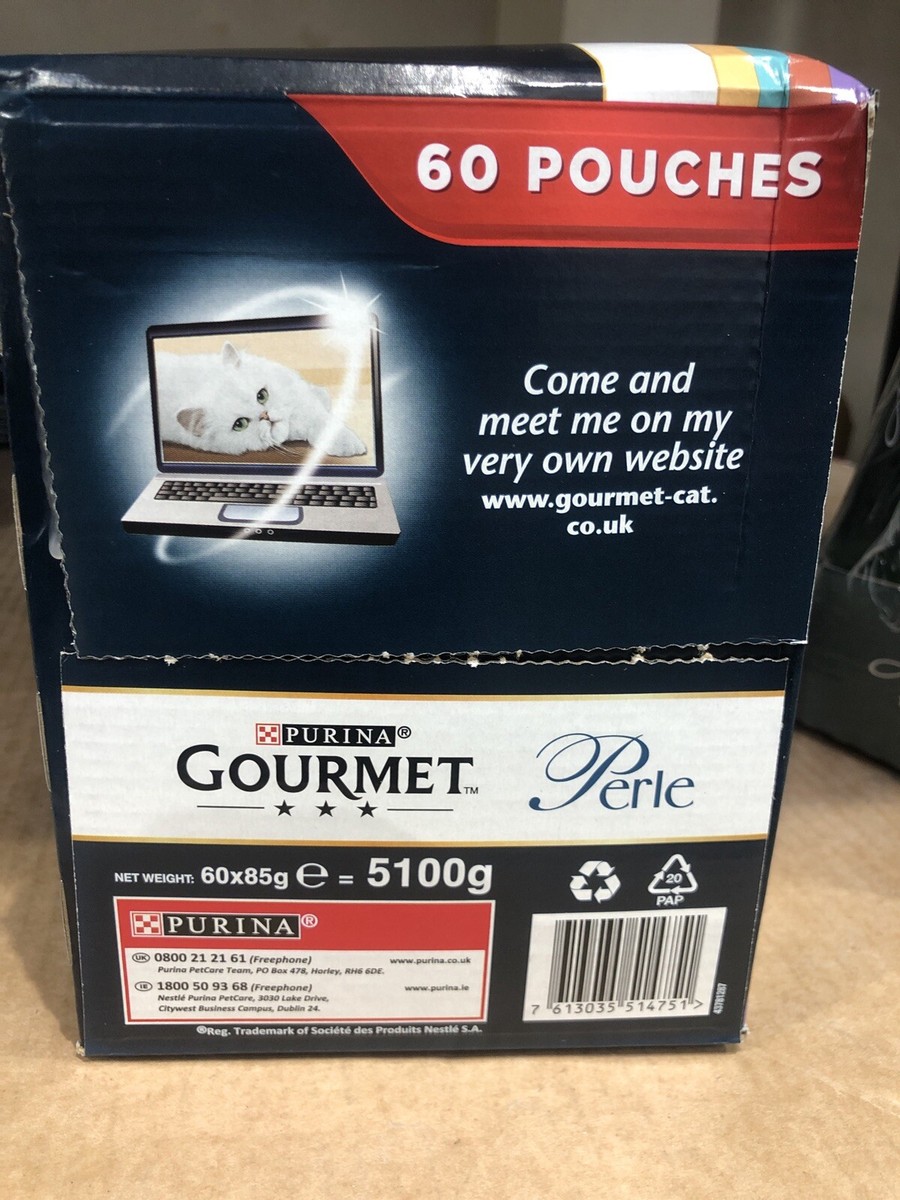 60 POUCHES
Come and
meet me on my
very own website
www.gourmet-cat.
co.uk
PURINA®
GOURMET™
Perle
NET WEIGHT: 60x85g ℮ = 5100g
20
PAP
PURINA®
UK 0800 21 21 61 (Freephone) www.purina.co.uk
Purina PetCare Team, PO Box 478, Horley, RH6 6DE.
IE 1800 50 93 68 (Freephone) www.purina.ie
Nestlé Purina PetCare, 3030 Lake Drive,
Citywest Business Campus, Dublin 24.
®Reg. Trademark of Société des Produits Nestlé S.A.
7 613035 514751 >
43781267